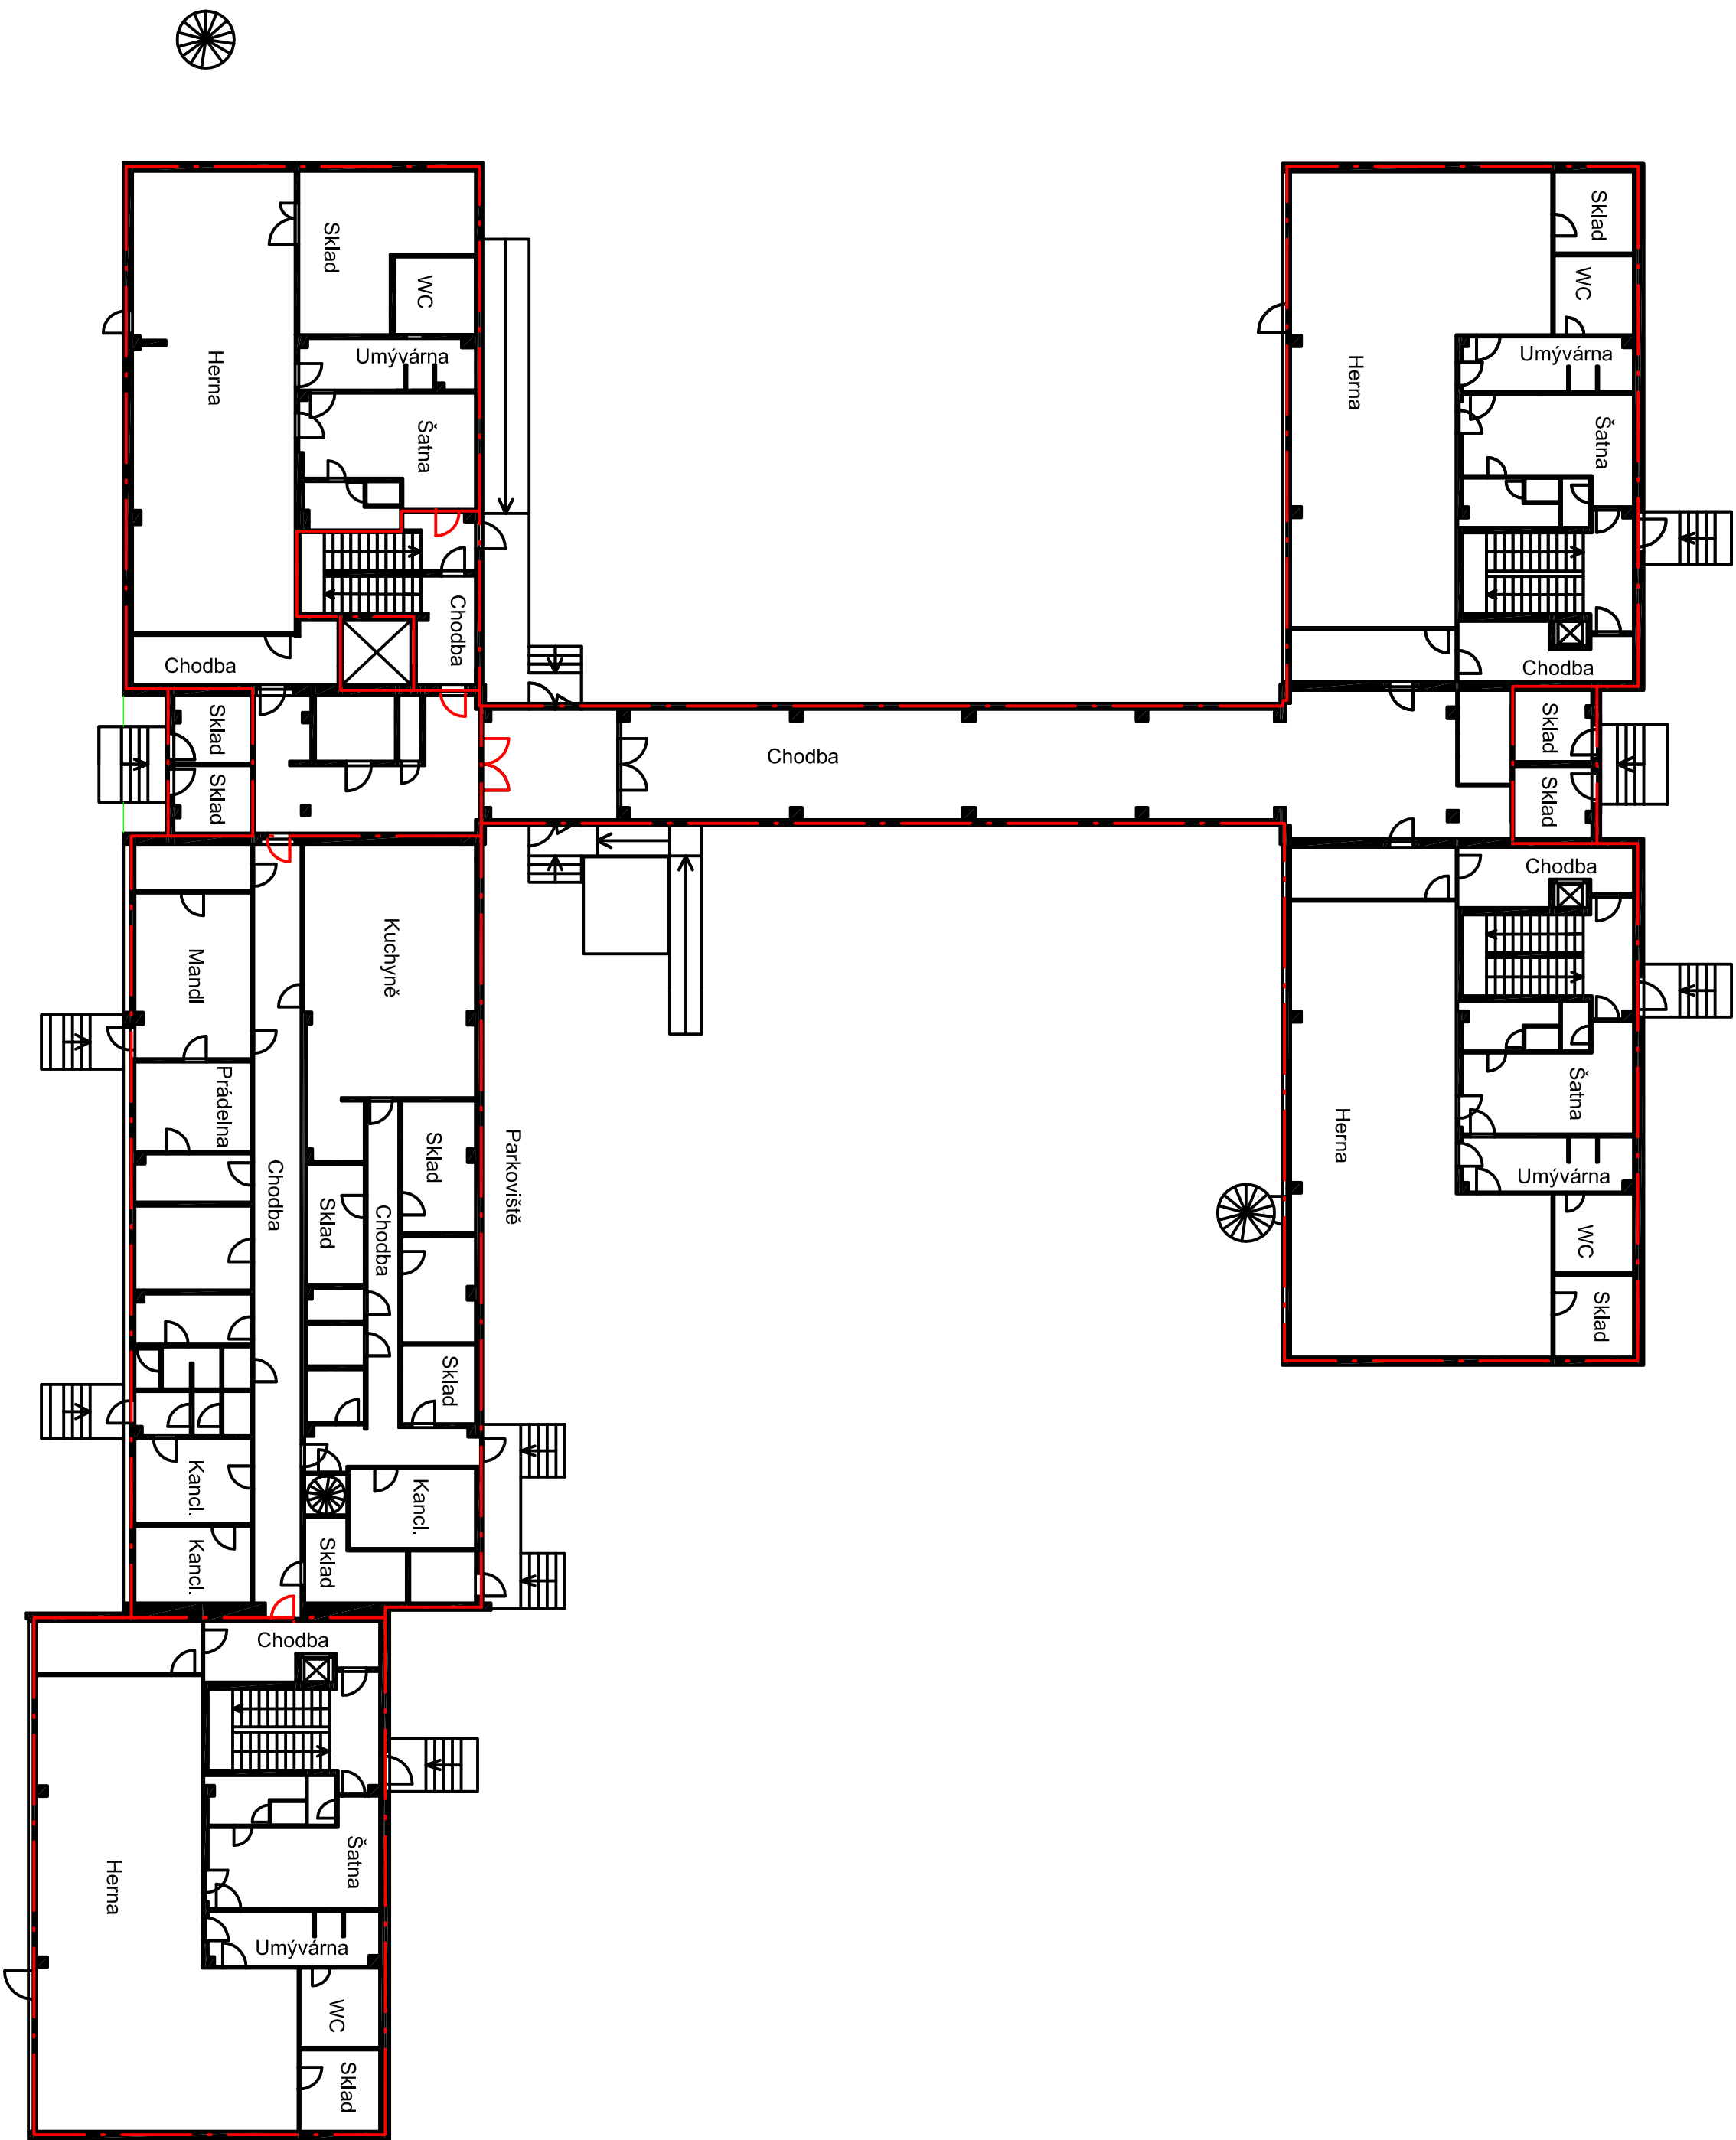 Sklad
WC
Umývárna
Herna
Šatna
Chodba
Chodba
Sklad
WC
Umývárna
Herna
Šatna
Chodba
Sklad
Sklad
Chodba
Sklad
Sklad
Chodba
Kuchyně
Mandl
Prádelna
Chodba
Sklad
Parkoviště
Sklad
Chodba
Sklad
Kancl.
Kancl.
Sklad
Kancl.
Šatna
Herna
Umývárna
WC
Sklad
Chodba
Šatna
Herna
Umývárna
WC
Sklad